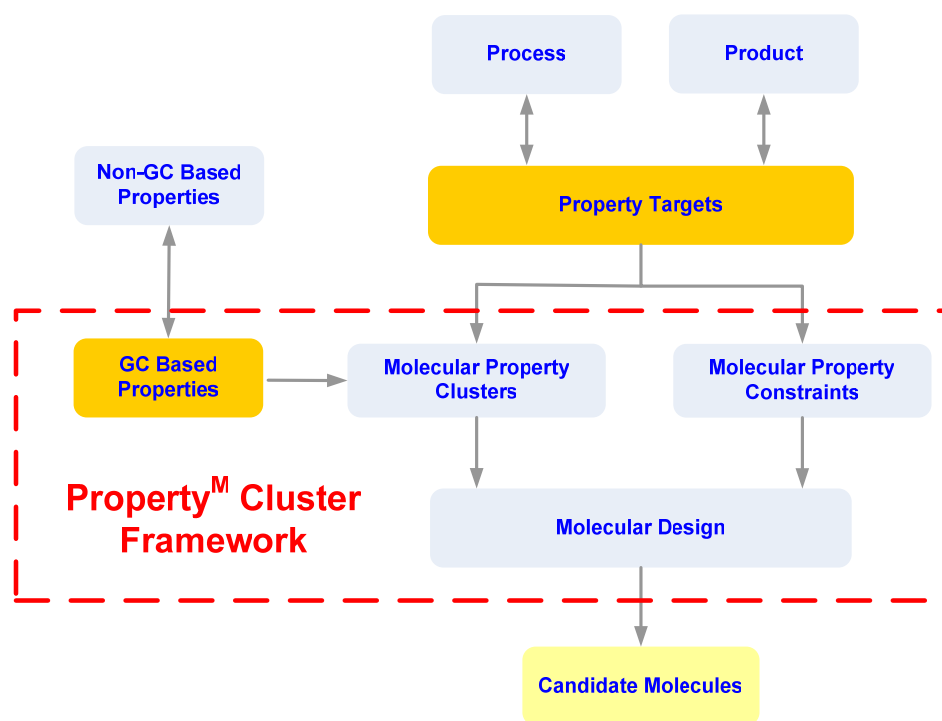 Process
Product
Non-GC Based
Properties
Property Targets
GC Based
Properties
Molecular Property
Clusters
Molecular Property
Constraints
Property^M Cluster
Framework
Molecular Design
Candidate Molecules